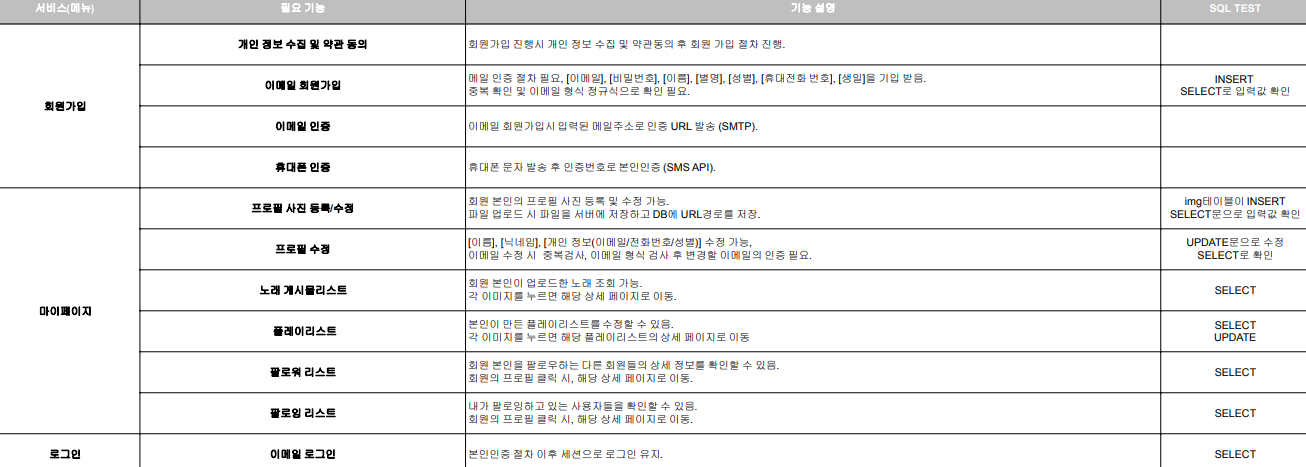 서비스(메뉴) 필요 기능 기능 설명 SQL TEST
개인 정보 수집 및 약관 동의 회원가입 진행시 개인 정보 수집 및 약관동의 후 회원 가입 절차 진행.
회원가입
이메일 회원가입
메일 인증 절차 필요, [이메일], [비밀번호], [이름], [별명], [성별], [휴대전화 번호], [생일]을 기입 받음.
중복 확인 및 이메일 형식 정규식으로 확인 필요.
INSERT
SELECT로 입력값 확인
이메일 인증 이메일 회원가입시 입력된 메일주소로 인증 URL 발송 (SMTP).
휴대폰 인증 휴대폰 문자 발송 후 인증번호로 본인인증 (SMS API).
마이페이지
프로필 사진 등록/수정
회원 본인의 프로필 사진 등록 및 수정 가능.
파일 업로드 시 파일을 서버에 저장하고 DB에 URL경로를 저장.
img테이블이 INSERT
SELECT문으로 입력값 확인
프로필 수정
[이름], [닉네임], [개인 정보(이메일/전화번호/성별)] 수정 가능,
이메일 수정 시 중복검사, 이메일 형식 검사 후 변경할 이메일의 인증 필요.
UPDATE문으로 수정
SELECT로 확인
노래 게시물리스트
회원 본인이 업로드한 노래 조회 가능.
각 이미지를 누르면 해당 상세 페이지로 이동.
SELECT
플레이리스트
본인이 만든 플레이리스트를 수정할 수 있음.
각 이미지를 누르면 해당 플레이리스트의 상세 페이지로 이동
SELECT
UPDATE
팔로워 리스트
회원 본인을 팔로우하는 다른 회원들의 상세 정보를 확인할 수 있음.
회원의 프로필 클릭 시, 해당 상세 페이지로 이동.
SELECT
팔로잉 리스트
내가 팔로잉하고 있는 사용자들을 확인할 수 있음.
회원의 프로필 클릭 시, 해당 상세 페이지로 이동.
SELECT
로그인 이메일 로그인 본인인증 절차 이후 세션으로 로그인 유지. SELECT